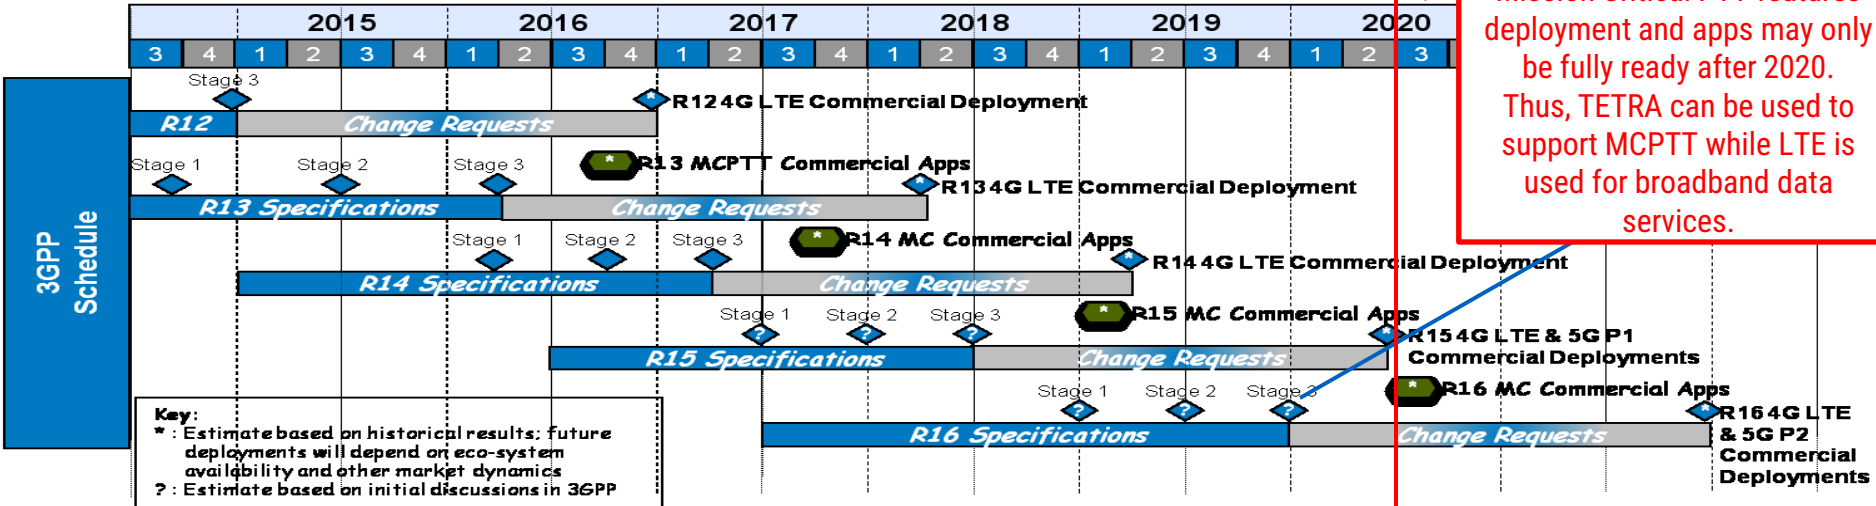 2015 2016 2017 2018 2019 2020
3 4 1 2 3 4 1 2 3 4 1 2 3 4 1 2 3 4 1 2 3 4 1 2 3
deployment and apps may only
be fully ready after 2020.
Thus, TETRA can be used to
support MCPTT while LTE is
used for broadband data
services.
3GPP
Schedule
Stage 3
* R12 4G LTE Commercial Deployment
R12 Change Requests
Stage 1 Stage 2 Stage 3 * R13 MCPTT Commercial Apps
* R13 4G LTE Commercial Deployment
R13 Specifications Change Requests
Stage 1 Stage 2 Stage 3 * R14 MC Commercial Apps
* R14 4G LTE Commercial Deployment
R14 Specifications Change Requests
Stage 1 Stage 2 Stage 3 * R15 MC Commercial Apps
? ? ? * R15 4G LTE & 5G P1
Commercial Deployments
R15 Specifications Change Requests
Stage 1 Stage 2 Stage 3 * R16 MC Commercial Apps
? ? ? * R16 4G LTE
& 5G P2
Commercial
Deployments
R16 Specifications Change Requests
Key:
* : Estimate based on historical results; future
deployments will depend on eco-system
availability and other market dynamics
? : Estimate based on initial discussions in 3GPP